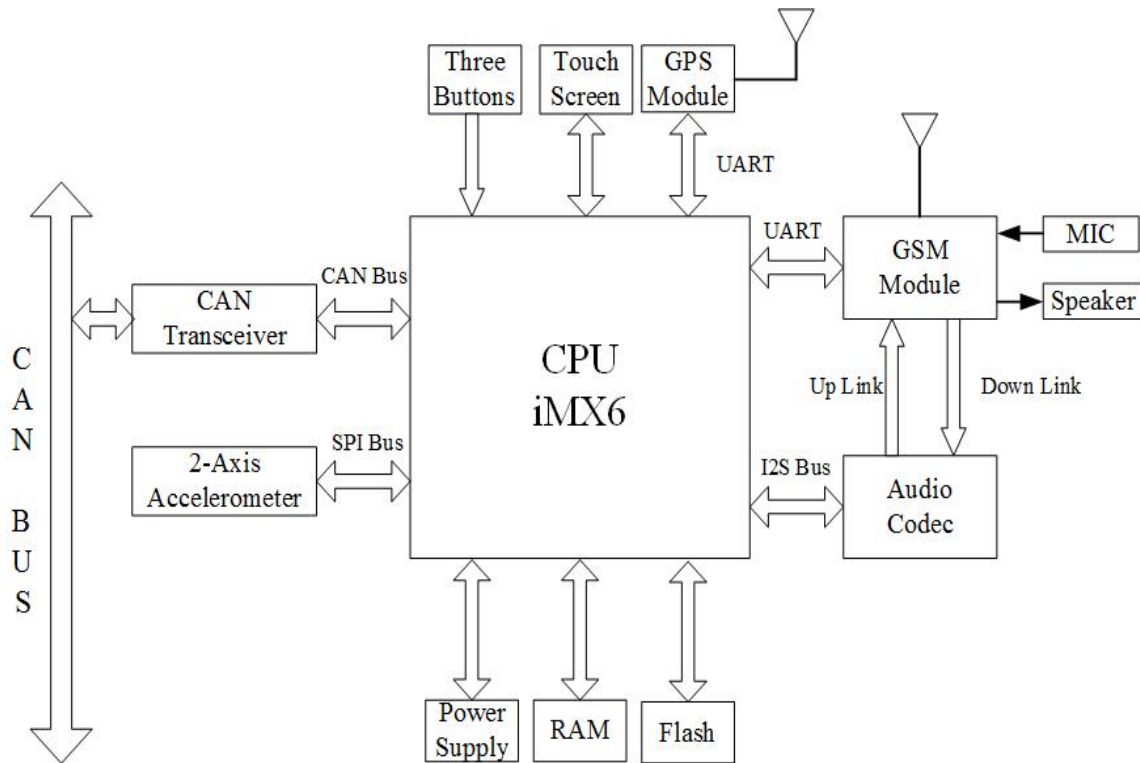 Three
Buttons
Touch
Screen
GPS
Module
UART
UART
GSM
Module
MIC
Speaker
CAN Bus
CAN
Transceiver
CPU
iMX6
Up Link
Down Link
SPI Bus
2-Axis
Accelerometer
I2S Bus
Audio
Codec
C
A
N
B
U
S
Power
Supply
RAM
Flash